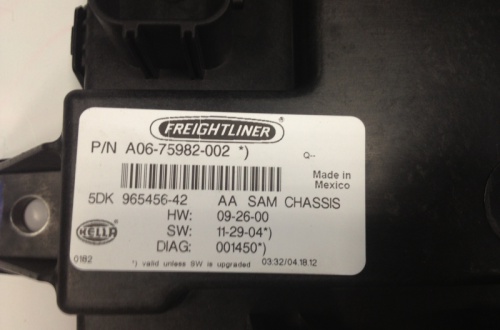 FREIGHTLINER
P/N A06-75982-002 *)
Q--
Made in
Mexico
5DK 965456-42 AA SAM CHASSIS
HW: 09-26-00
SW: 11-29-04*)
DIAG: 001450*)
HELLA
0182
*) valid unless SW is upgraded
03:32/04.18.12